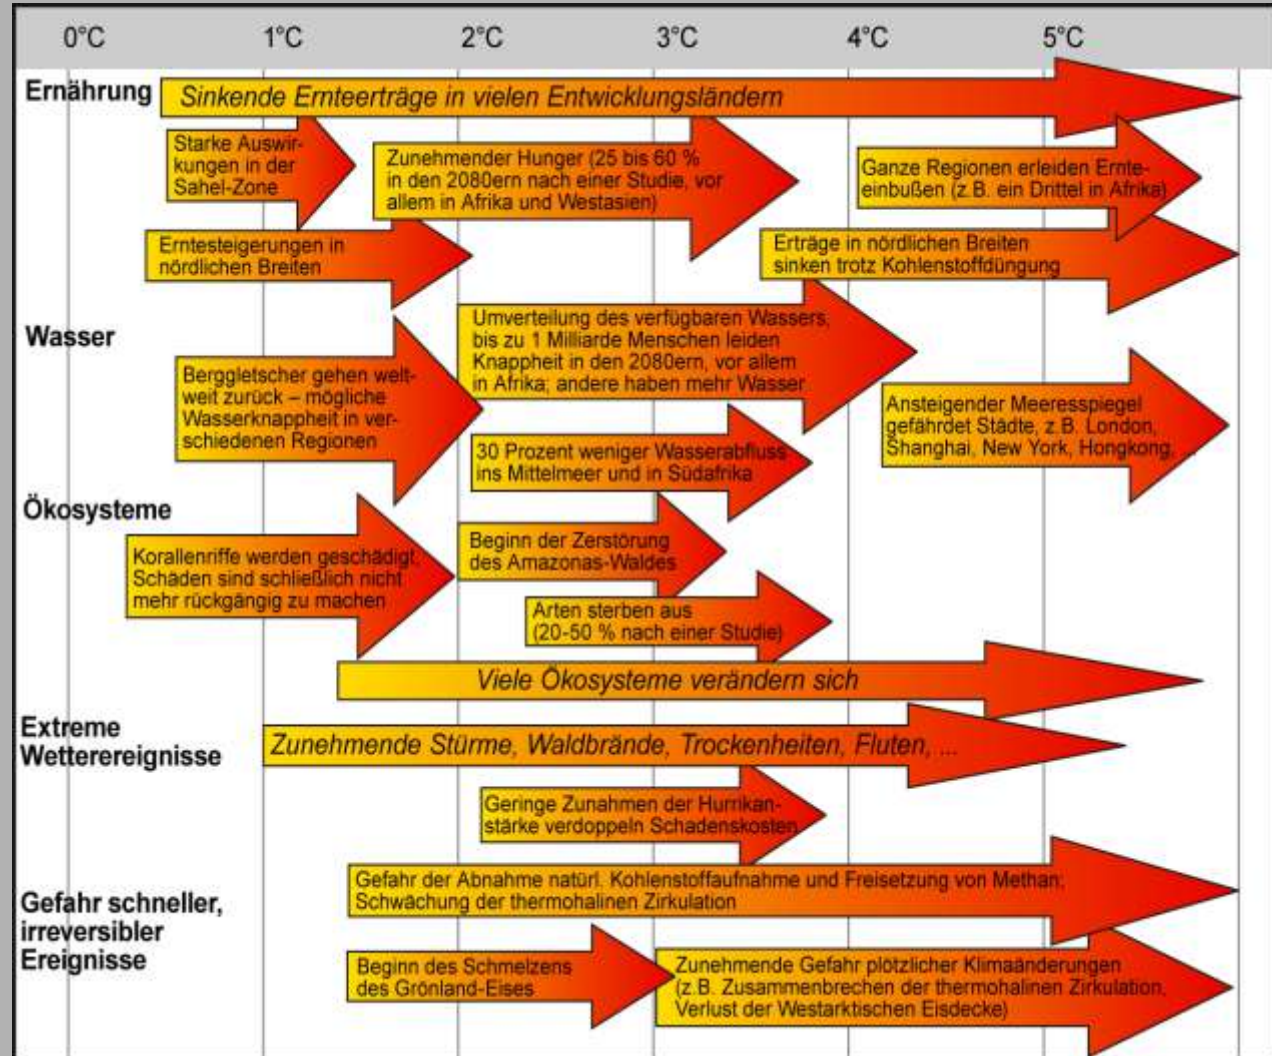 0°C 1°C 2°C 3°C 4°C 5°C
Ernährung
Sinkende Ernteerträge in vielen Entwicklungsländern
Starke Auswir-
kungen in der
Sahel-Zone
Zunehmender Hunger (25 bis 60 %
in den 2080ern nach einer Studie, vor
allem in Afrika und Westasien)
Ganze Regionen erleiden Ernte-
einbußen (z.B. ein Drittel in Afrika)
Erntesteigerungen in
nördlichen Breiten
Erträge in nördlichen Breiten
sinken trotz Kohlenstoffdüngung
Wasser
Umverteilung des verfügbaren Wassers,
bis zu 1 Milliarde Menschen leiden
Knappheit in den 2080ern, vor allem
in Afrika; andere haben mehr Wasser
Berggletscher gehen welt-
weit zurück – mögliche
Wasserknappheit in ver-
schiedenen Regionen
Ansteigender Meeresspiegel
gefährdet Städte, z.B. London,
Shanghai, New York, Hongkong, ...
30 Prozent weniger Wasserabfluss
ins Mittelmeer und in Südafrika
Ökosysteme
Korallenriffe werden geschädigt,
Schäden sind schließlich nicht
mehr rückgängig zu machen
Beginn der Zerstörung
des Amazonas-Waldes
Arten sterben aus
(20-50 % nach einer Studie)
Viele Ökosysteme verändern sich
Extreme
Wetterereignisse
Zunehmende Stürme, Waldbrände, Trockenheiten, Fluten, ...
Geringe Zunahmen der Hurrikan-
stärke verdoppeln Schadenskosten
Gefahr schneller,
irreversibler
Ereignisse
Gefahr der Abnahme natürl. Kohlenstoffaufnahme und Freisetzung von Methan;
Schwächung der thermohalinen Zirkulation
Beginn des Schmelzens
des Grönland-Eises
Zunehmende Gefahr plötzlicher Klimaänderungen
(z.B. Zusammenbrechen der thermohalinen Zirkulation,
Verlust der Westarktischen Eisdecke)